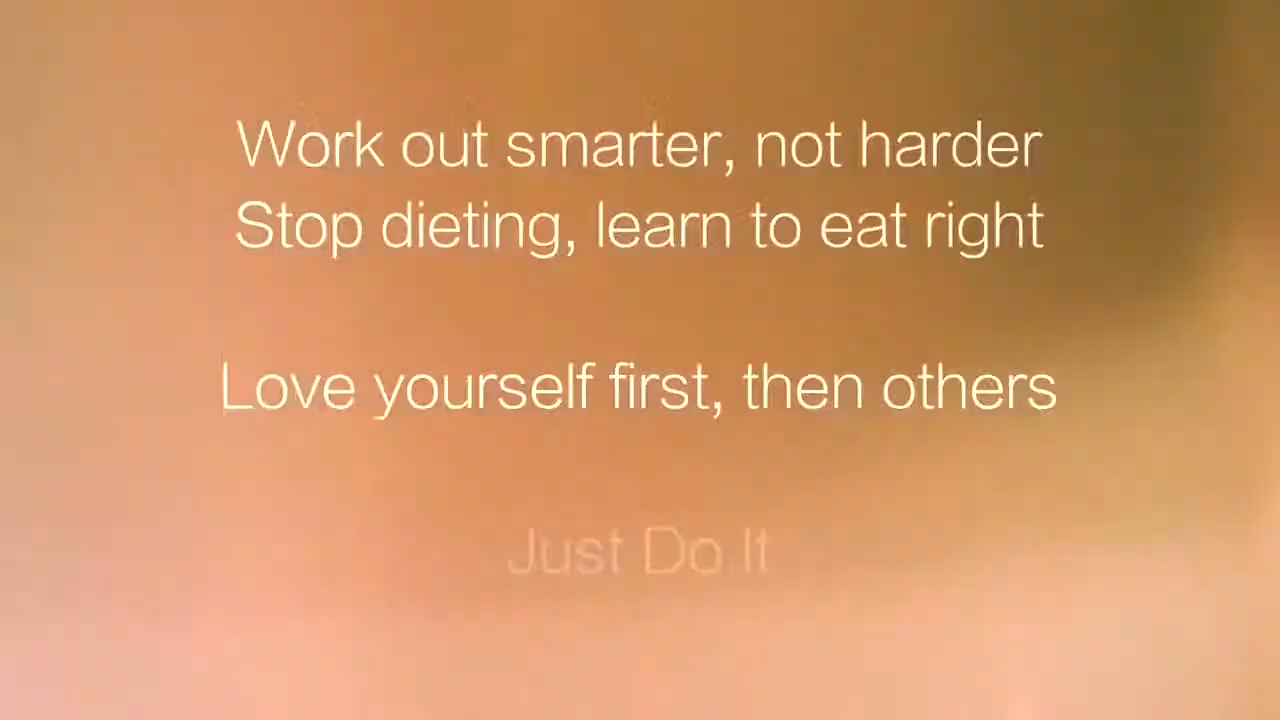 Work out smarter, not harder
Stop dieting, learn to eat right
Love yourself first, then others
Just Do It